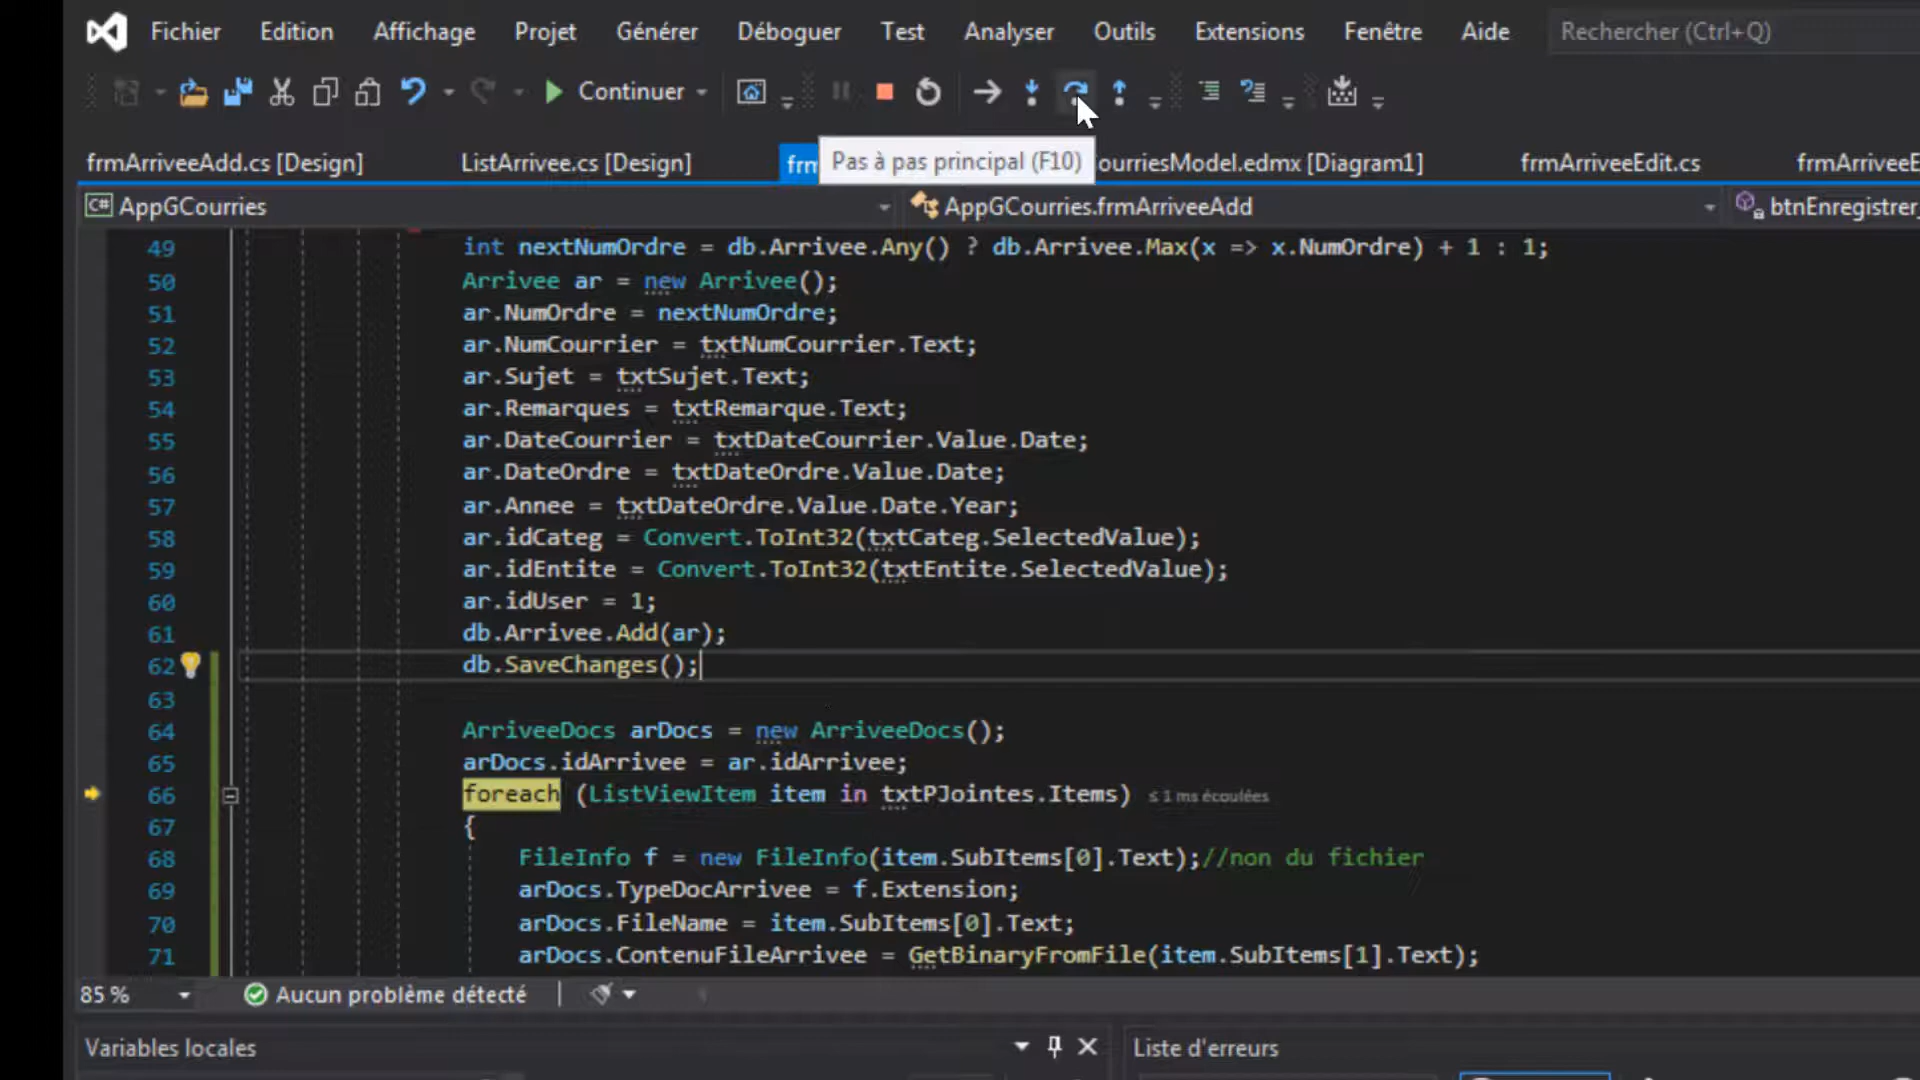 Fichier Edition Affichage Projet Générer Déboguer Test Analyser Outils Extensions Fenêtre Aide Rechercher (Ctrl+Q)
Continuer
frmArriveeAdd.cs [Design] ListArrivee.cs [Design] Pas à pas principal (F10) ourriesModel.edmx [Diagram1] frmArriveeEdit.cs frmArriveeE
C# AppGCourries AppGCourries.frmArriveeAdd btnEnregistrer_
49 int nextNumOrdre = db.Arrivee.Any() ? db.Arrivee.Max(x => x.NumOrdre) + 1 : 1;
50 Arrivee ar = new Arrivee();
51 ar.NumOrdre = nextNumOrdre;
52 ar.NumCourrier = txtNumCourrier.Text;
53 ar.Sujet = txtSujet.Text;
54 ar.Remarques = txtRemarque.Text;
55 ar.DateCourrier = txtDateCourrier.Value.Date;
56 ar.DateOrdre = txtDateOrdre.Value.Date;
57 ar.Annee = txtDateOrdre.Value.Date.Year;
58 ar.idCateg = Convert.ToInt32(txtCateg.SelectedValue);
59 ar.idEntite = Convert.ToInt32(txtEntite.SelectedValue);
60 ar.idUser = 1;
61 db.Arrivee.Add(ar);
62 db.SaveChanges();
63
64 ArriveeDocs arDocs = new ArriveeDocs();
65 arDocs.idArrivee = ar.idArrivee;
66 foreach (ListViewItem item in txtPJointes.Items) ≤ 1 ms écoulées
67 {
68 FileInfo f = new FileInfo(item.SubItems[0].Text);//non du fichier
69 arDocs.TypeDocArrivee = f.Extension;
70 arDocs.FileName = item.SubItems[0].Text;
71 arDocs.ContenuFileArrivee = GetBinaryFromFile(item.SubItems[1].Text);
85 % Aucun problème détecté
Variables locales Liste d'erreurs